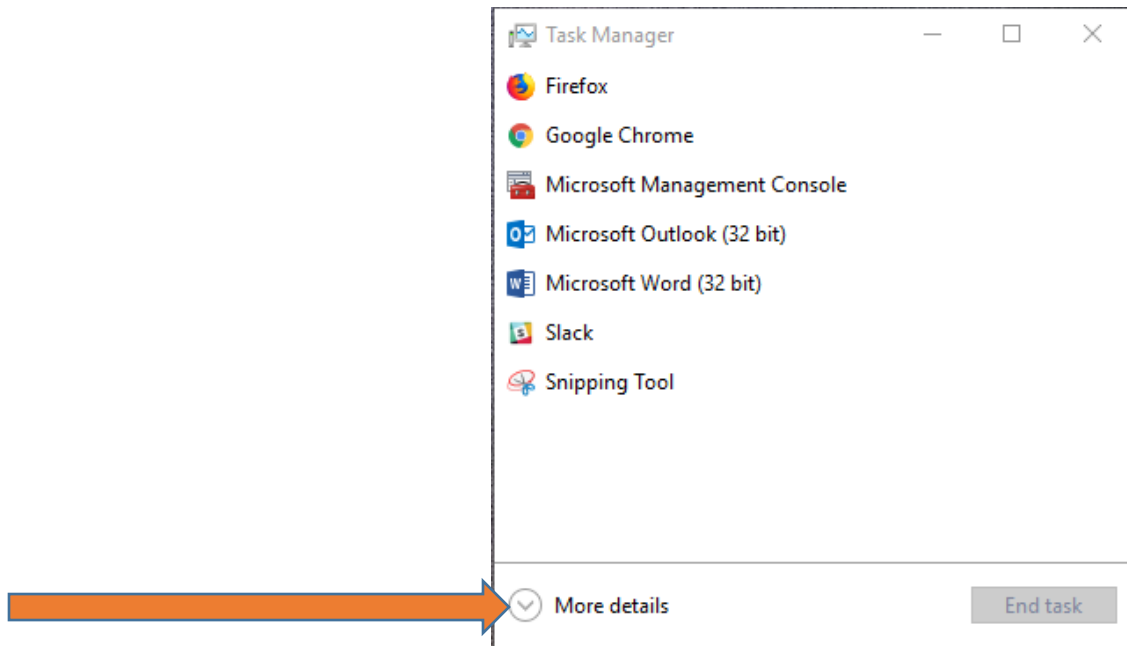 Task Manager
Firefox
Google Chrome
Microsoft Management Console
Microsoft Outlook (32 bit)
Microsoft Word (32 bit)
Slack
Snipping Tool
More details
End task